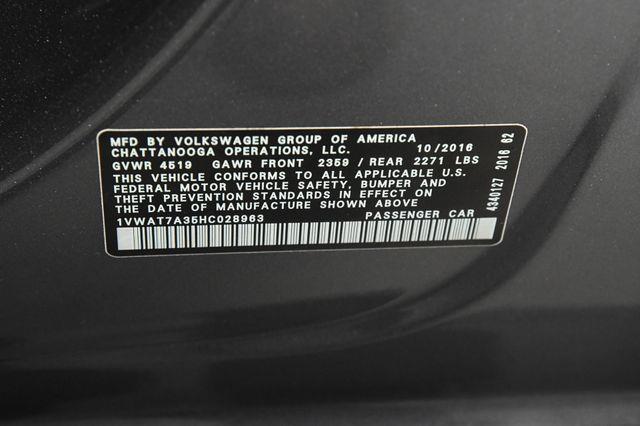 MFD BY VOLKSWAGEN GROUP OF AMERICA
CHATTANOOGA OPERATIONS, LLC. 10/2016
GVWR 4519 GAWR FRONT 2359 / REAR 2271 LBS
THIS VEHICLE CONFORMS TO ALL APPLICABLE U.S.
FEDERAL MOTOR VEHICLE SAFETY, BUMPER AND
THEFT PREVENTION STANDARDS IN EFFECT ON
THE DATE OF MANUFACTURE SHOWN ABOVE
1VWAT7A35HC028963 PASSENGER CAR
4340127 2016 62